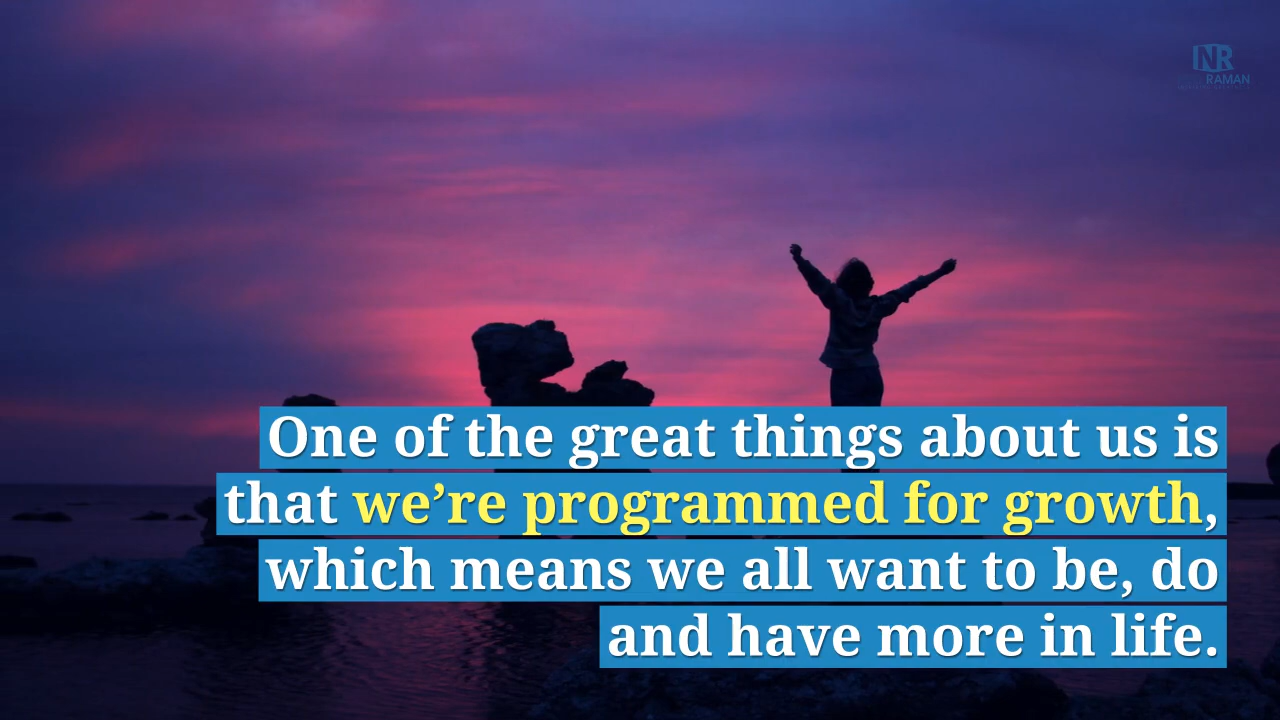 NR
RAMAN
One of the great things about us is
that we’re programmed for growth,
which means we all want to be, do
and have more in life.